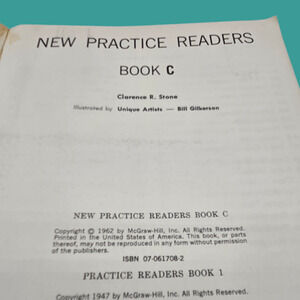 NEW PRACTICE READERS
BOOK C
Clarence R. Stone
Illustrated by Unique Artists — Bill Gilkerson
NEW PRACTICE READERS BOOK C
Copyright © 1962 by McGraw-Hill, Inc. All Rights Reserved.
Printed in the United States of America. This book, or parts
thereof, may not be reproduced in any form without permission
of the publishers.
ISBN 07-061708-2
PRACTICE READERS BOOK 1
Copyright 1947 by McGraw-Hill, Inc. All Rights